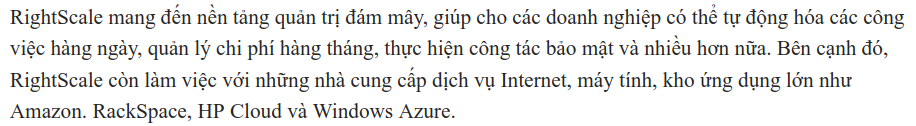 RightScale mang đến nền tảng quản trị đám mây, giúp cho các doanh nghiệp có thể tự động hóa các công
việc hàng ngày, quản lý chi phí hàng tháng, thực hiện công tác bảo mật và nhiều hơn nữa. Bên cạnh đó,
RightScale còn làm việc với những nhà cung cấp dịch vụ Internet, máy tính, kho ứng dụng lớn như
Amazon. RackSpace, HP Cloud và Windows Azure.